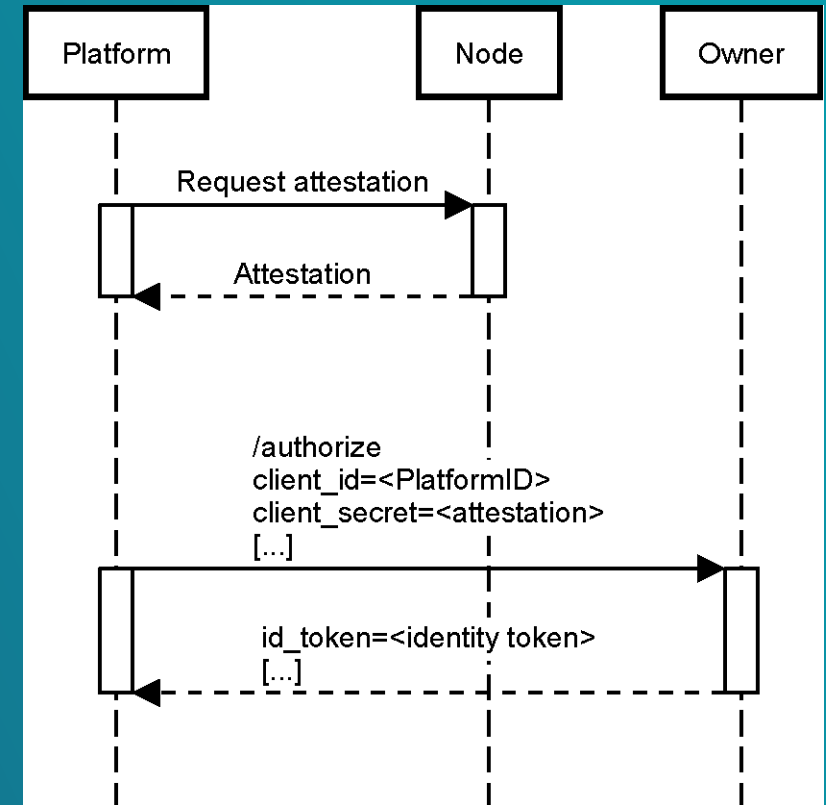 Platform
Node
Owner
Request attestation
Attestation
/authorize
client_id=<PlatformID>
client_secret=<attestation>
[...]
id_token=<identity token>
[...]